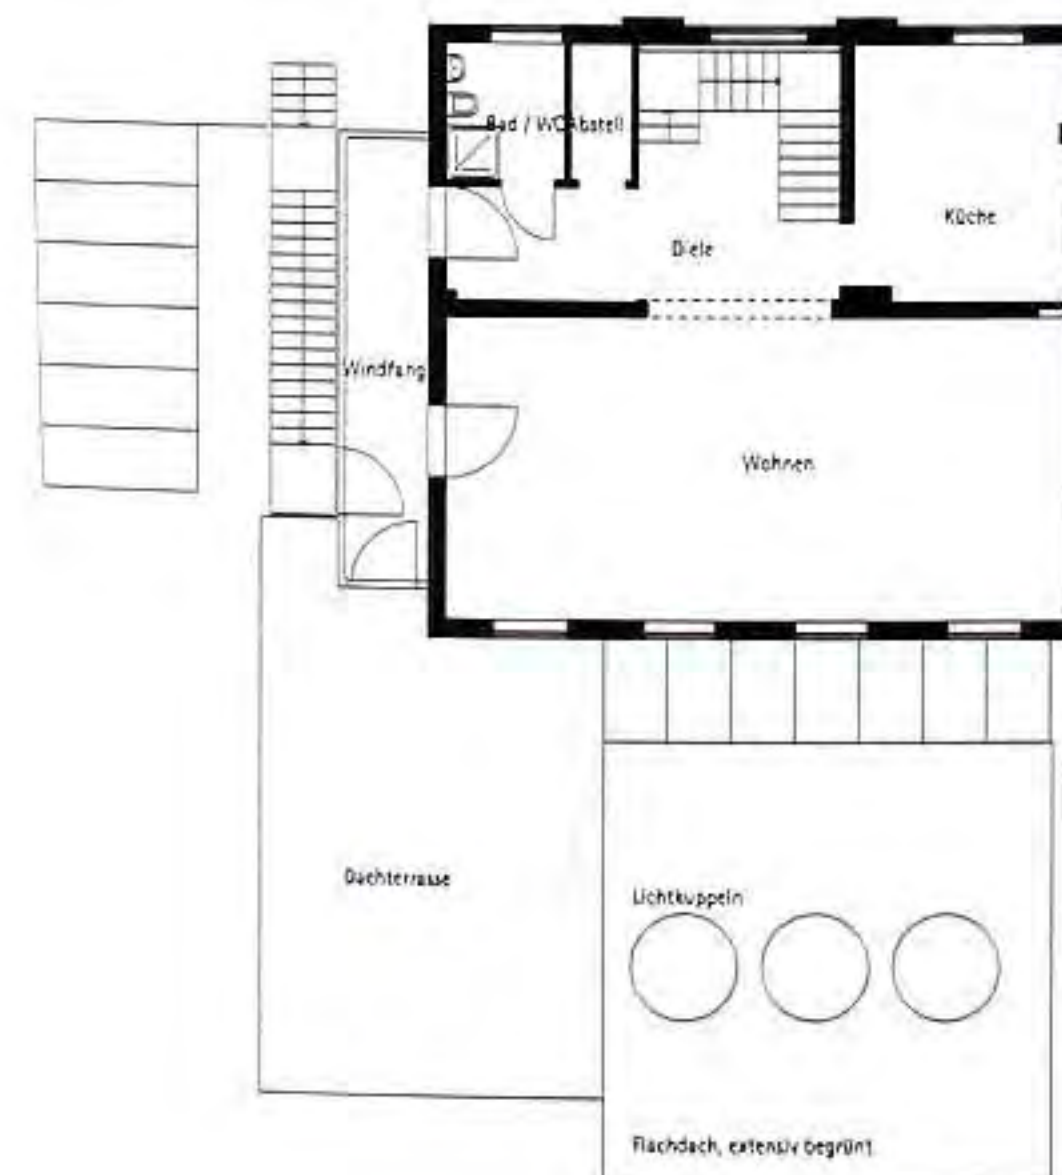 Bad / WC Abstell
Küche
Diele
Windfang
Wohnen
Dachterrasse
Lichtkuppeln
Flachdach, extensiv begrünt